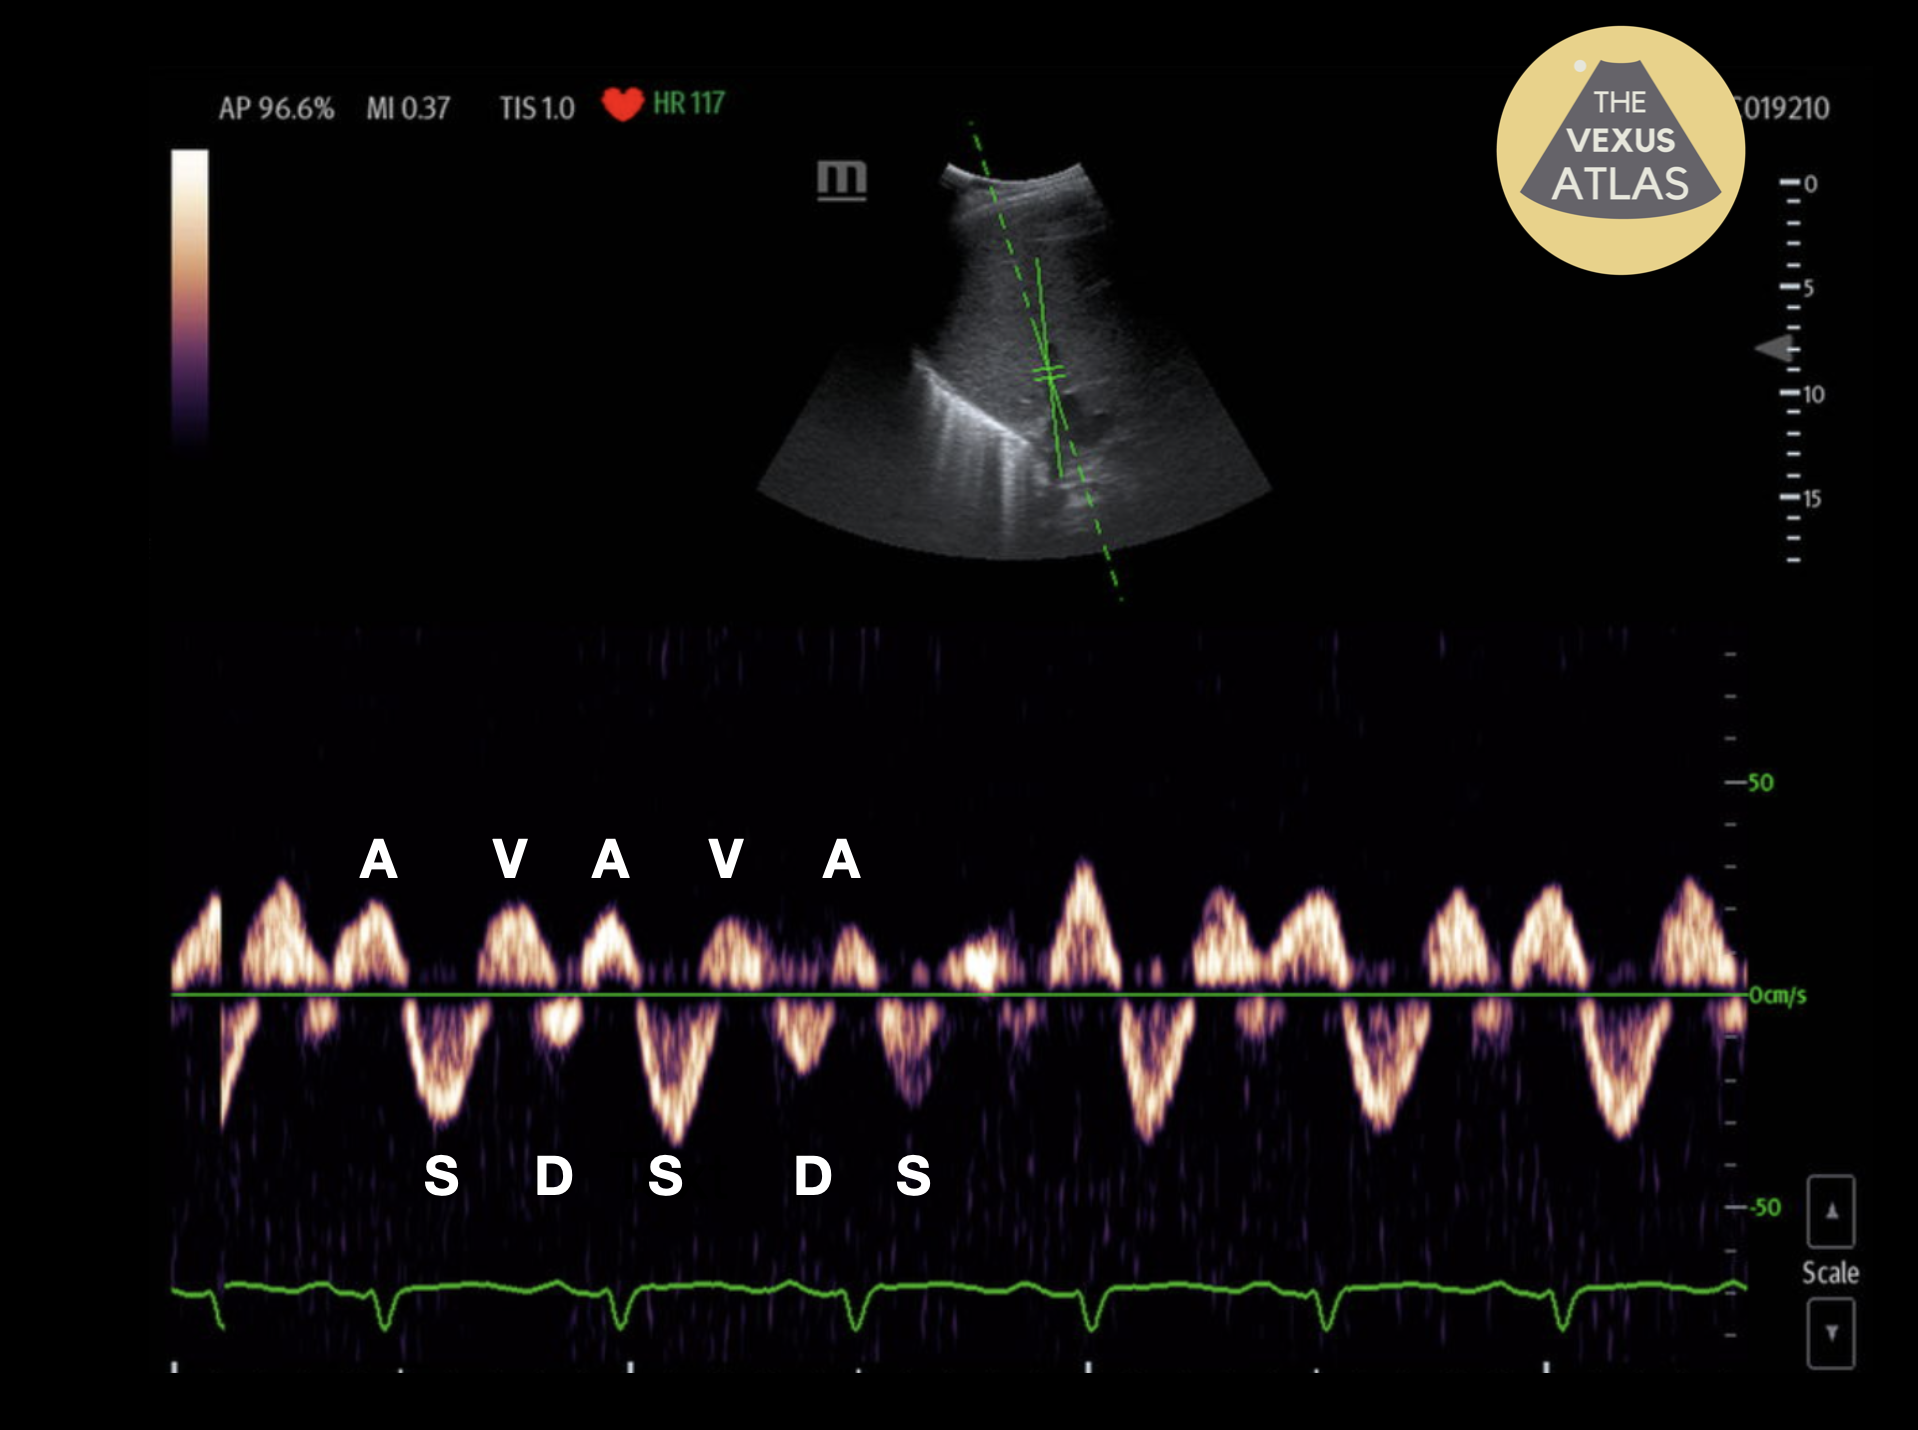 AP 96.6% MI 0.37 TIS 1.0 HR 117
019210
THE
VEXUS
ATLAS
m
0
5
10
15
50
A V A V A
0cm/s
S D S D S
-50
Scale